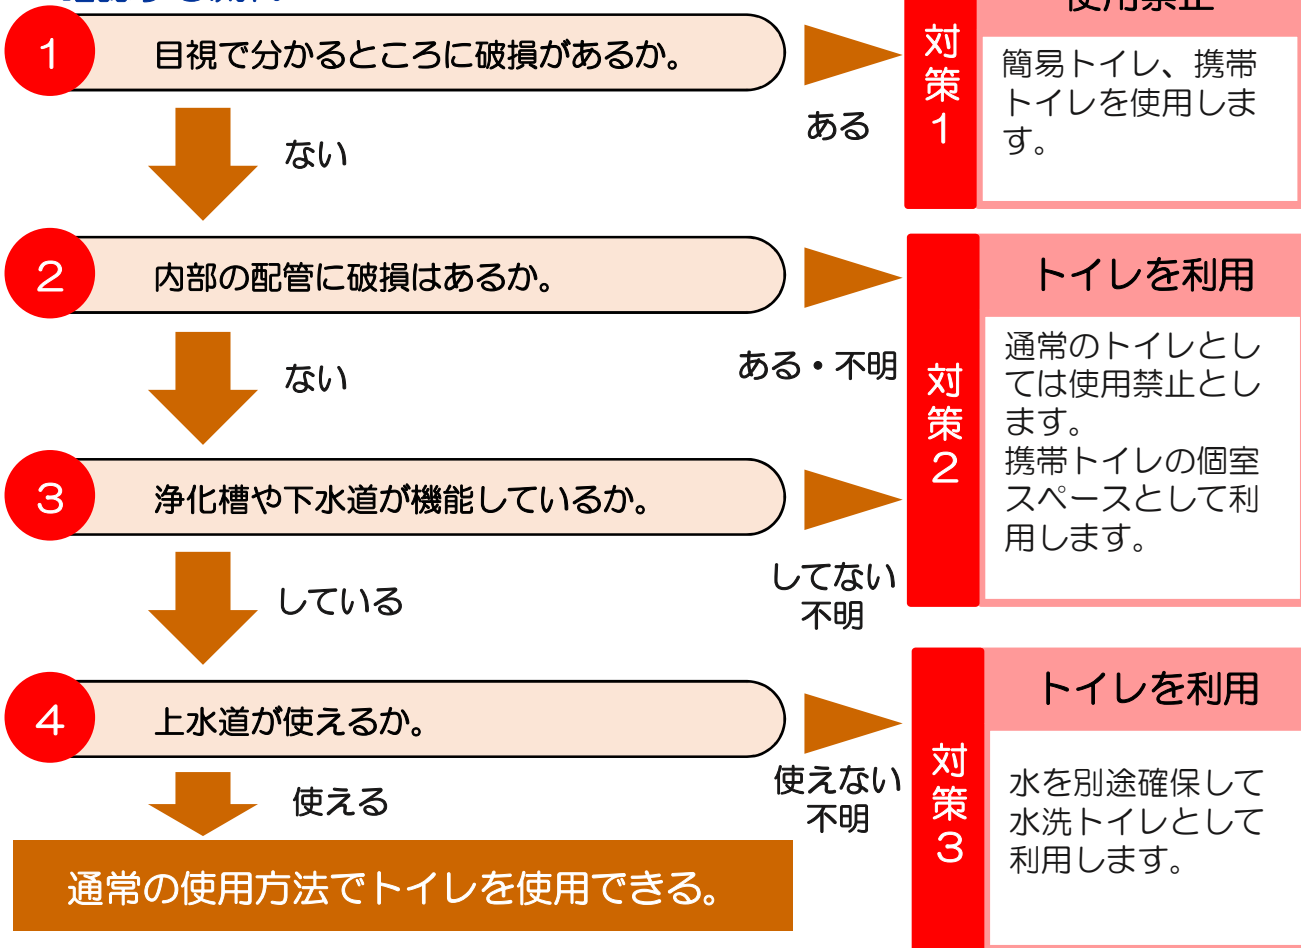 1
目視で分かるところに破損があるか。
ある
対策1
使用禁止
簡易トイレ、携帯
トイレを使用しま
す。
ない
2
内部の配管に破損はあるか。
ある・不明
対策2
トイレを利用
通常のトイレとし
ては使用禁止とし
ます。
携帯トイレの個室
スペースとして利
用します。
ない
3
浄化槽や下水道が機能しているか。
してない
不明
している
4
上水道が使えるか。
使えない
不明
対策3
トイレを利用
水を別途確保して
水洗トイレとして
利用します。
使える
通常の使用方法でトイレを使用できる。